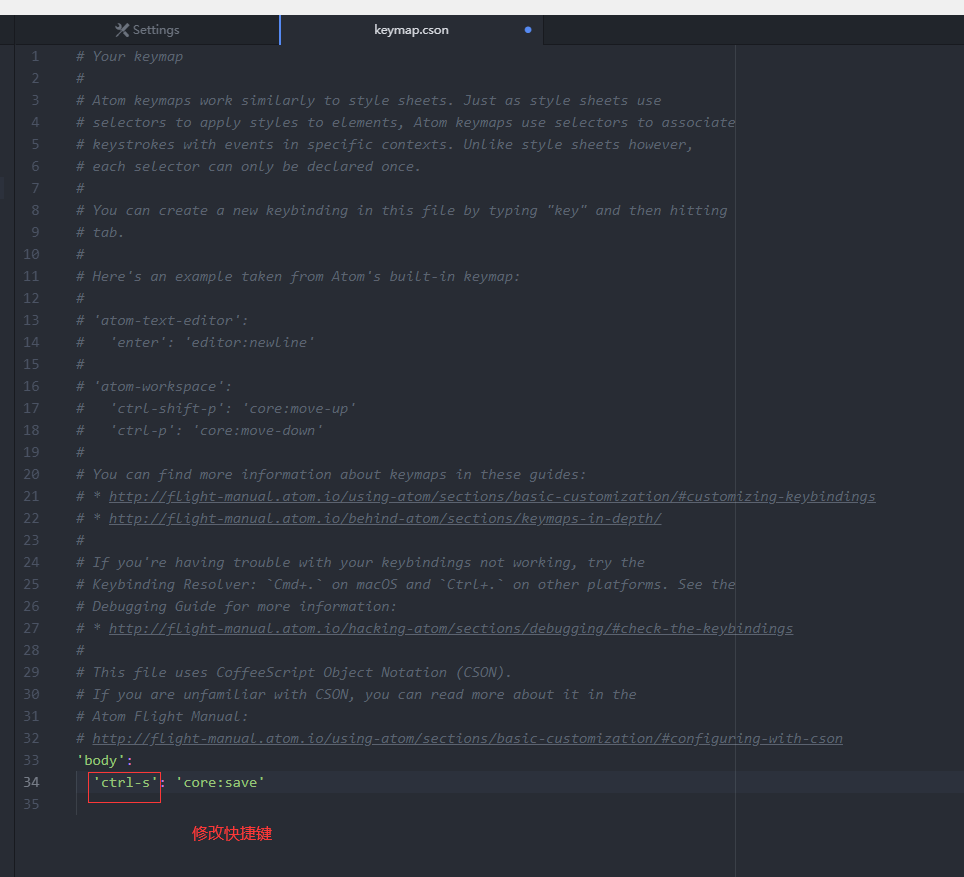 Settings
keymap.cson
1 # Your keymap
2 #
3 # Atom keymaps work similarly to style sheets. Just as style sheets use
4 # selectors to apply styles to elements, Atom keymaps use selectors to associate
5 # keystrokes with events in specific contexts. Unlike style sheets however,
6 # each selector can only be declared once.
7 #
8 # You can create a new keybinding in this file by typing "key" and then hitting
9 # tab.
10 #
11 # Here's an example taken from Atom's built-in keymap:
12 #
13 # 'atom-text-editor':
14 #   'enter': 'editor:newline'
15 #
16 # 'atom-workspace':
17 #   'ctrl-shift-p': 'core:move-up'
18 #   'ctrl-p': 'core:move-down'
19 #
20 # You can find more information about keymaps in these guides:
21 # * http://flight-manual.atom.io/using-atom/sections/basic-customization/#customizing-keybindings
22 # * http://flight-manual.atom.io/behind-atom/sections/keymaps-in-depth/
23 #
24 # If you're having trouble with your keybindings not working, try the
25 # Keybinding Resolver: `Cmd+.` on macOS and `Ctrl+.` on other platforms. See the
26 # Debugging Guide for more information:
27 # * http://flight-manual.atom.io/hacking-atom/sections/debugging/#check-the-keybindings
28 #
29 # This file uses CoffeeScript Object Notation (CSON).
30 # If you are unfamiliar with CSON, you can read more about it in the
31 # Atom Flight Manual:
32 # http://flight-manual.atom.io/using-atom/sections/basic-customization/#configuring-with-cson
33 'body':
34   'ctrl-s': 'core:save'
35
修改快捷键